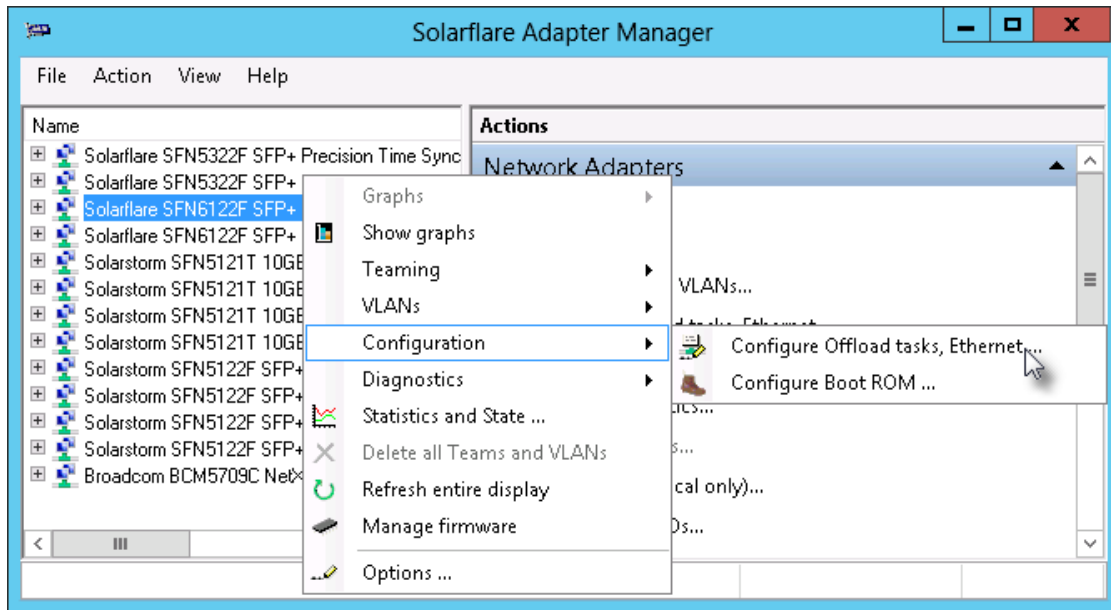 Solarflare Adapter Manager
File Action View Help
Name
Solarflare SFN5322F SFP+ Precision Time Sync
Solarflare SFN5322F SFP+
Solarflare SFN6122F SFP+
Solarflare SFN6122F SFP+
Solarstorm SFN5121T 10GE
Solarstorm SFN5121T 10GE
Solarstorm SFN5121T 10GE
Solarstorm SFN5121T 10GE
Solarstorm SFN5122F SFP+
Solarstorm SFN5122F SFP+
Solarstorm SFN5122F SFP+
Solarstorm SFN5122F SFP+
Broadcom BCM5709C NetX
Actions
Network Adapters
VLANs...
cal only)...
Graphs
Show graphs
Teaming
VLANs
Configuration
Diagnostics
Statistics and State ...
Delete all Teams and VLANs
Refresh entire display
Manage firmware
Options ...
Configure Offload tasks, Ethernet ...
Configure Boot ROM ...